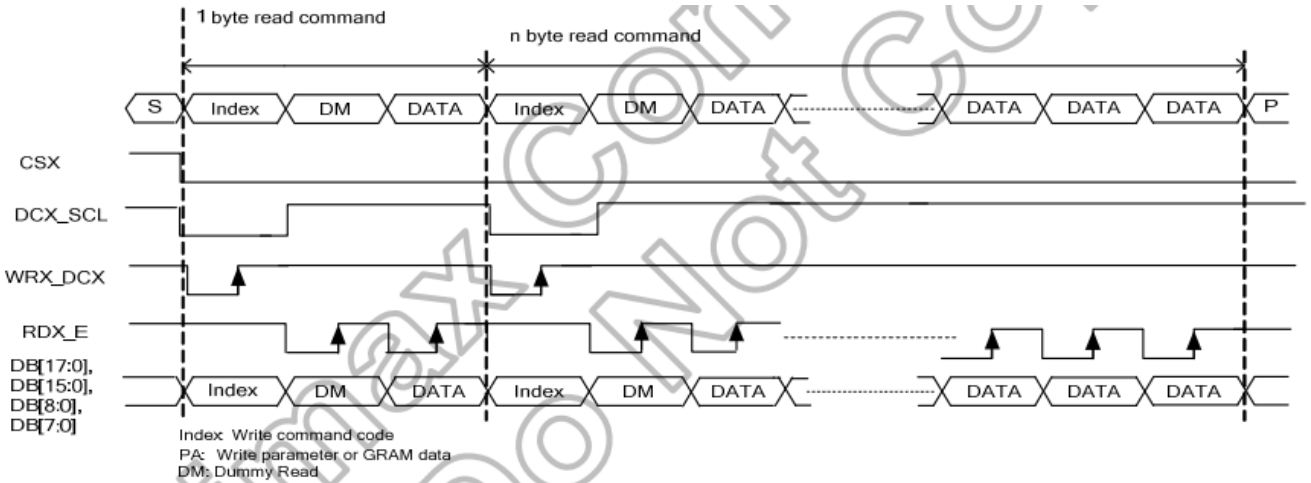 1 byte read command
n byte read command
S Index DM DATA Index DM DATA DATA DATA DATA P
CSX
DCX_SCL
WRX_DCX
RDX_E
DB[17:0],
DB[15:0],
DB[8:0],
DB[7:0]
Index DM DATA Index DM DATA DATA DATA DATA
Index Write command code
PA: Write parameter or GRAM data
DM: Dummy Read